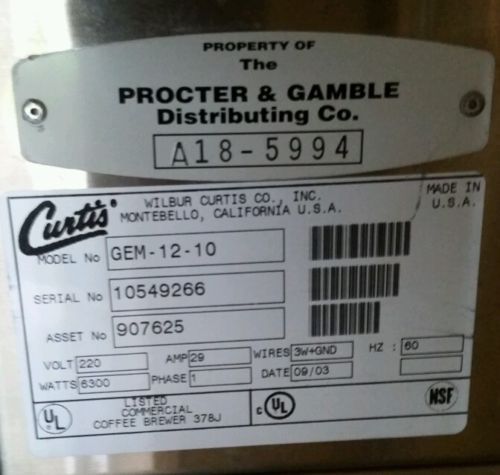 PROPERTY OF
The
PROCTER & GAMBLE
Distributing Co.
A18-5994
Curtis
WILBUR CURTIS CO., INC.
MONTEBELLO, CALIFORNIA U.S.A.
MADE IN
U.S.A.
MODEL No GEM-12-10
SERIAL No 10549266
ASSET No 907625
VOLT 220 AMP 29 WIRES 3W+GND HZ : 60
WATTS 6300 PHASE 1 DATE 09/03
UL
LISTED
COMMERCIAL
COFFEE BREWER 378J
c UL
NSF